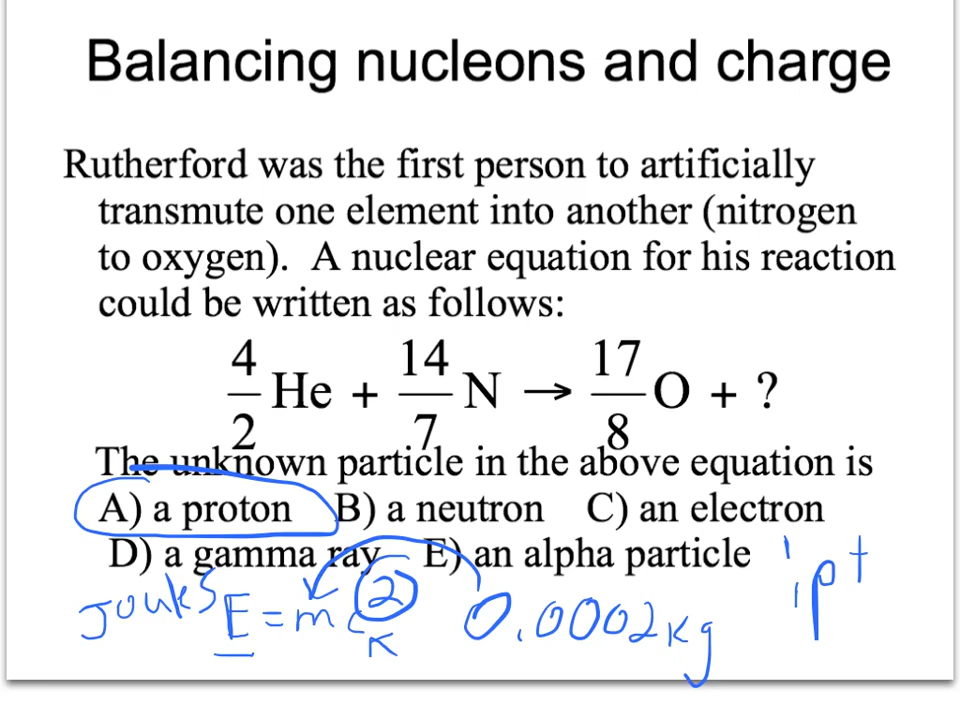 Balancing nucleons and charge
Rutherford was the first person to artificially
transmute one element into another (nitrogen
to oxygen). A nuclear equation for his reaction
could be written as follows:
4/2 He + 14/7 N → 17/8 O + ?
The unknown particle in the above equation is
A) a proton B) a neutron C) an electron
D) a gamma ray E) an alpha particle
Joules E = mc² 0.0002 kg
1 1 p +